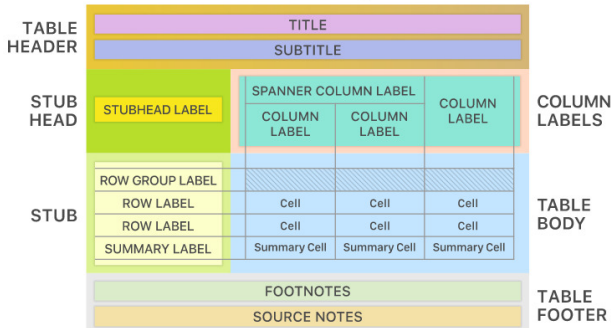 TABLE
HEADER
TITLE
SUBTITLE
STUB
HEAD
STUBHEAD LABEL
SPANNER COLUMN LABEL
COLUMN
LABEL
COLUMN
LABEL
COLUMN
LABEL
COLUMN
LABELS
STUB
ROW GROUP LABEL
ROW LABEL Cell Cell Cell
ROW LABEL Cell Cell Cell
SUMMARY LABEL Summary Cell Summary Cell Summary Cell
TABLE
BODY
FOOTNOTES
SOURCE NOTES
TABLE
FOOTER